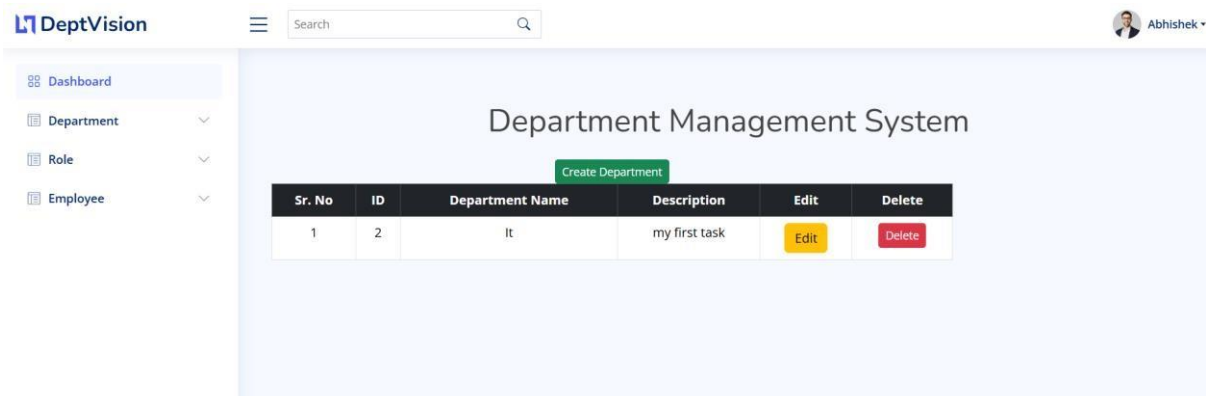 DeptVision
Search
Abhishek
Dashboard
Department
Role
Employee
Department Management System
Create Department
Sr. No ID Department Name Description Edit Delete
1 2 It my first task Edit Delete